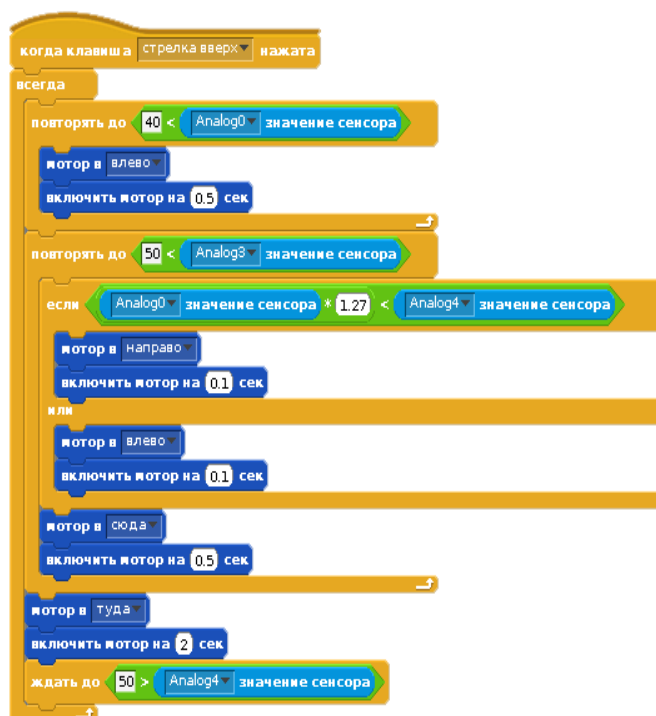 когда клавиша стрелка вверх нажата
всегда
повторять до 40 < Analog0 значение сенсора
мотор в влево
включить мотор на 0.5 сек
повторять до 50 < Analog3 значение сенсора
если Analog0 значение сенсора * 1.27 < Analog4 значение сенсора
мотор в направо
включить мотор на 0.1 сек
или
мотор в влево
включить мотор на 0.1 сек
мотор в сюда
включить мотор на 0.5 сек
мотор в туда
включить мотор на 2 сек
ждать до 50 > Analog4 значение сенсора